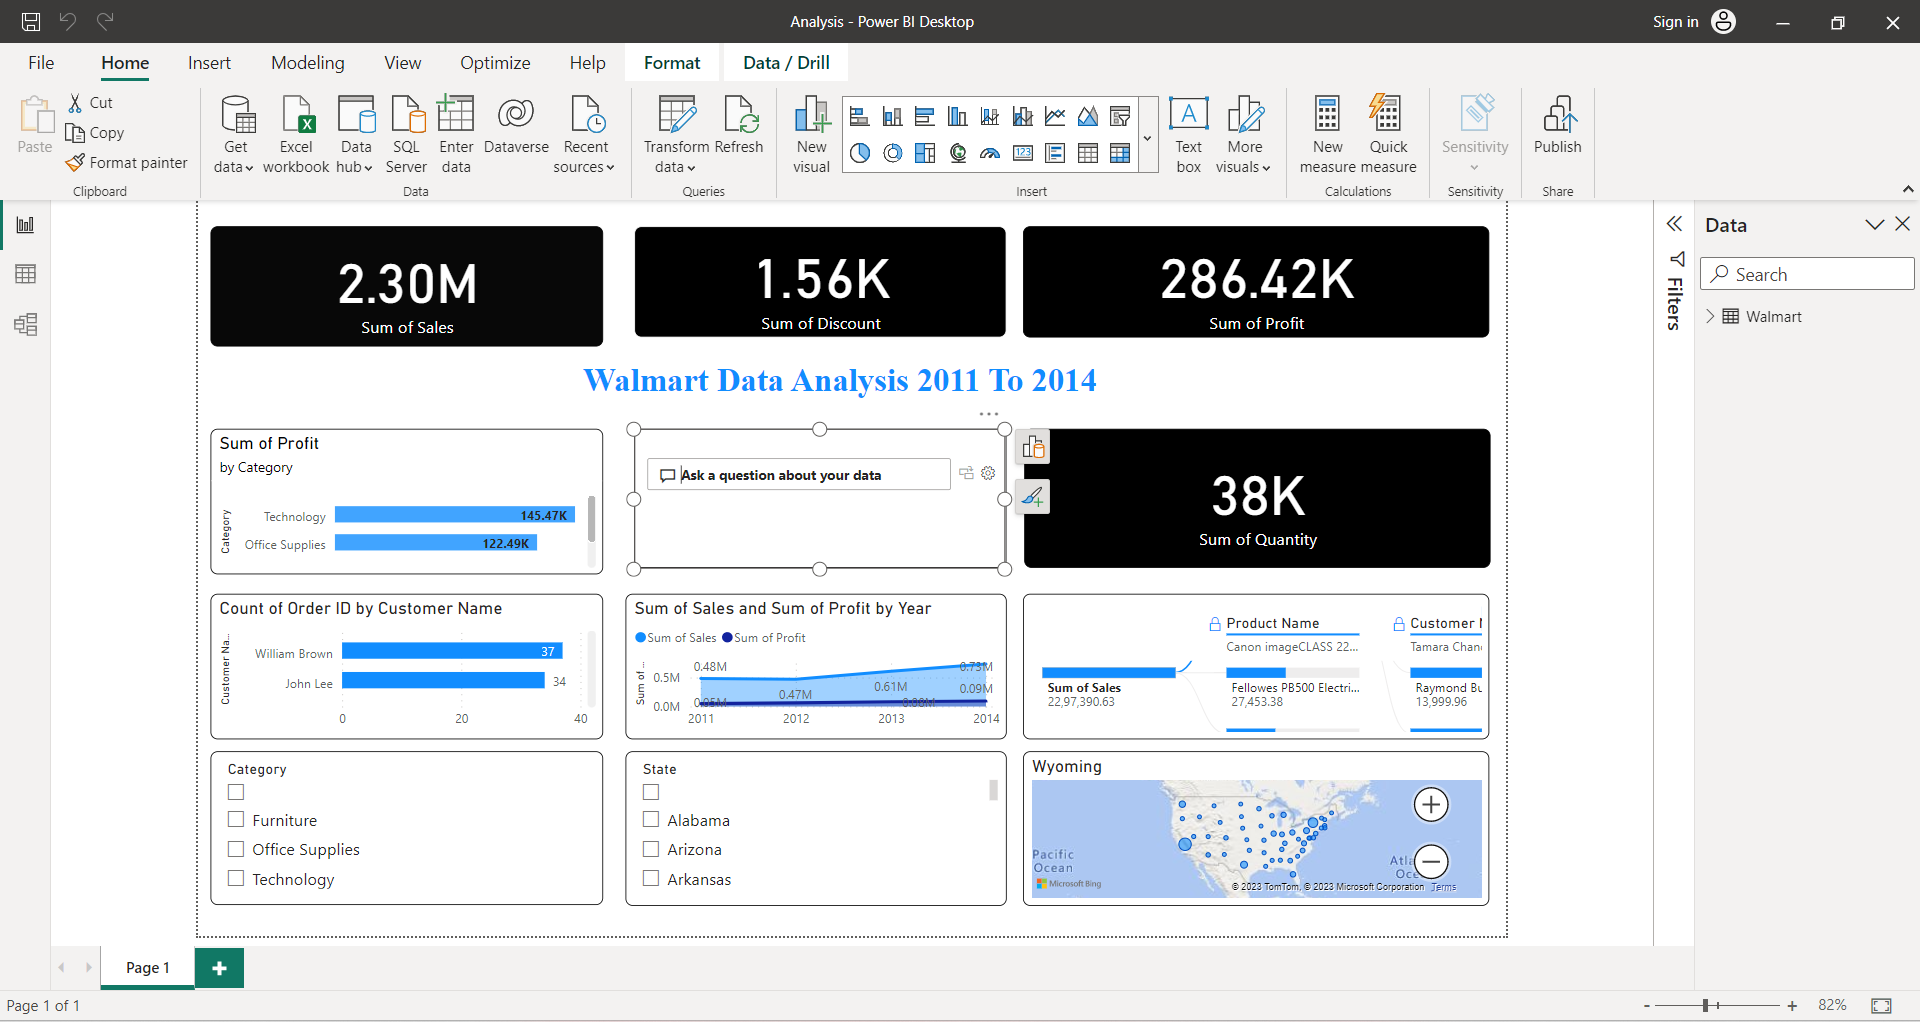 Analysis - Power BI Desktop
Sign in
File
Home
Insert
Modeling
View
Optimize
Help
Format
Data / Drill
Paste
Cut
Copy
Format painter
Clipboard
Get data
Excel workbook
Data hub
SQL Server
Enter data
Dataverse
Recent sources
Data
Transform data
Refresh
Queries
New visual
123
A
Text box
More visuals
Insert
New measure
Quick measure
Calculations
Sensitivity
Sensitivity
Publish
Share
2.30M
Sum of Sales
1.56K
Sum of Discount
286.42K
Sum of Profit
Walmart Data Analysis 2011 To 2014
Sum of Profit
by Category
Category
Technology 145.47K
Office Supplies 122.49K
Ask a question about your data
38K
Sum of Quantity
Count of Order ID by Customer Name
Customer Na...
William Brown 37
John Lee 34
0 20 40
Sum of Sales and Sum of Profit by Year
Sum of Sales Sum of Profit
Sum of ...
0.5M
0.0M
0.48M
0.47M
0.61M
0.73M
0.09M
2011 2012 2013 2014
Product Name
Canon imageCLASS 22...
Sum of Sales
22,97,390.63
Fellowes PB500 Electri...
27,453.38
Customer
Tamara Chan
Raymond Bu
13,999.96
Category
Furniture
Office Supplies
Technology
State
Alabama
Arizona
Arkansas
Wyoming
Pacific
Ocean
Microsoft Bing
© 2023 TomTom, © 2023 Microsoft Corporation Terms
Data
Search
Walmart
Filters
Page 1
Page 1 of 1
82%